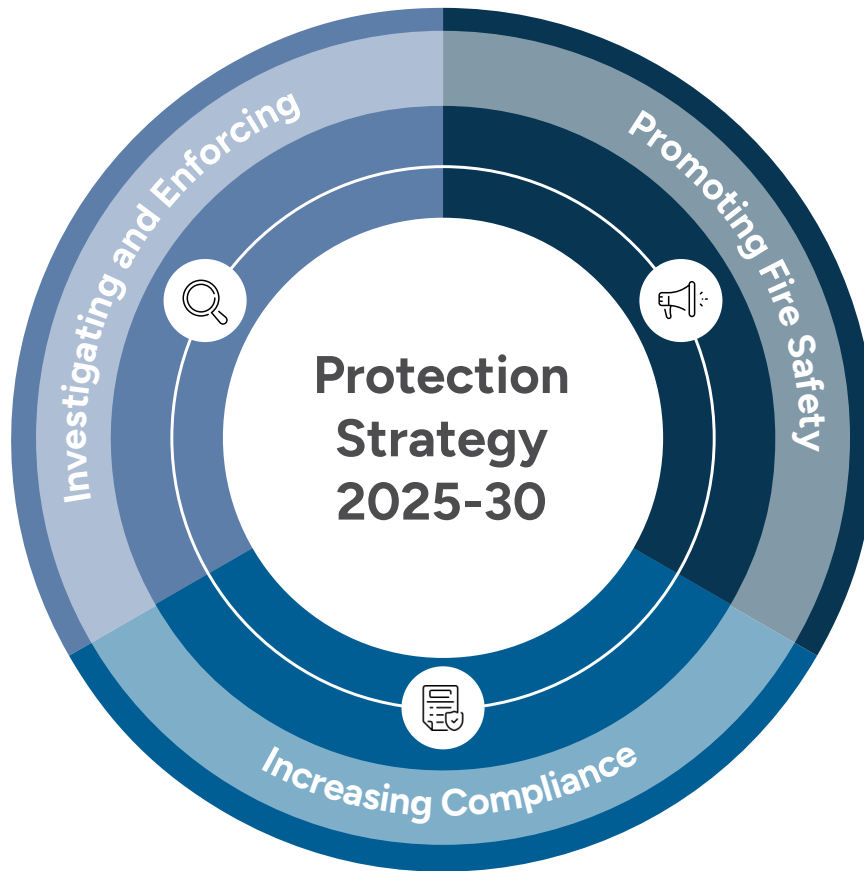 Protection
Strategy
2025-30
Promoting Fire Safety
Increasing Compliance
Investigating and Enforcing